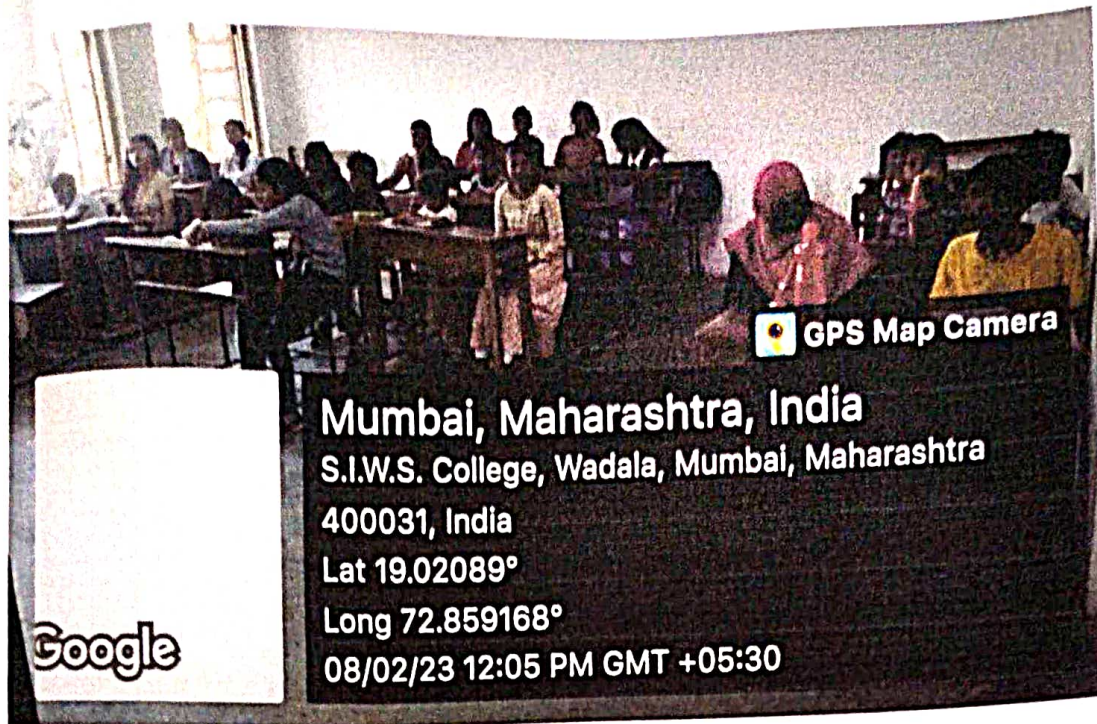 GPS Map Camera
Mumbai, Maharashtra, India
S.I.W.S. College, Wadala, Mumbai, Maharashtra
400031, India
Lat 19.02089°
Long 72.859168°
08/02/23 12:05 PM GMT +05:30
Google